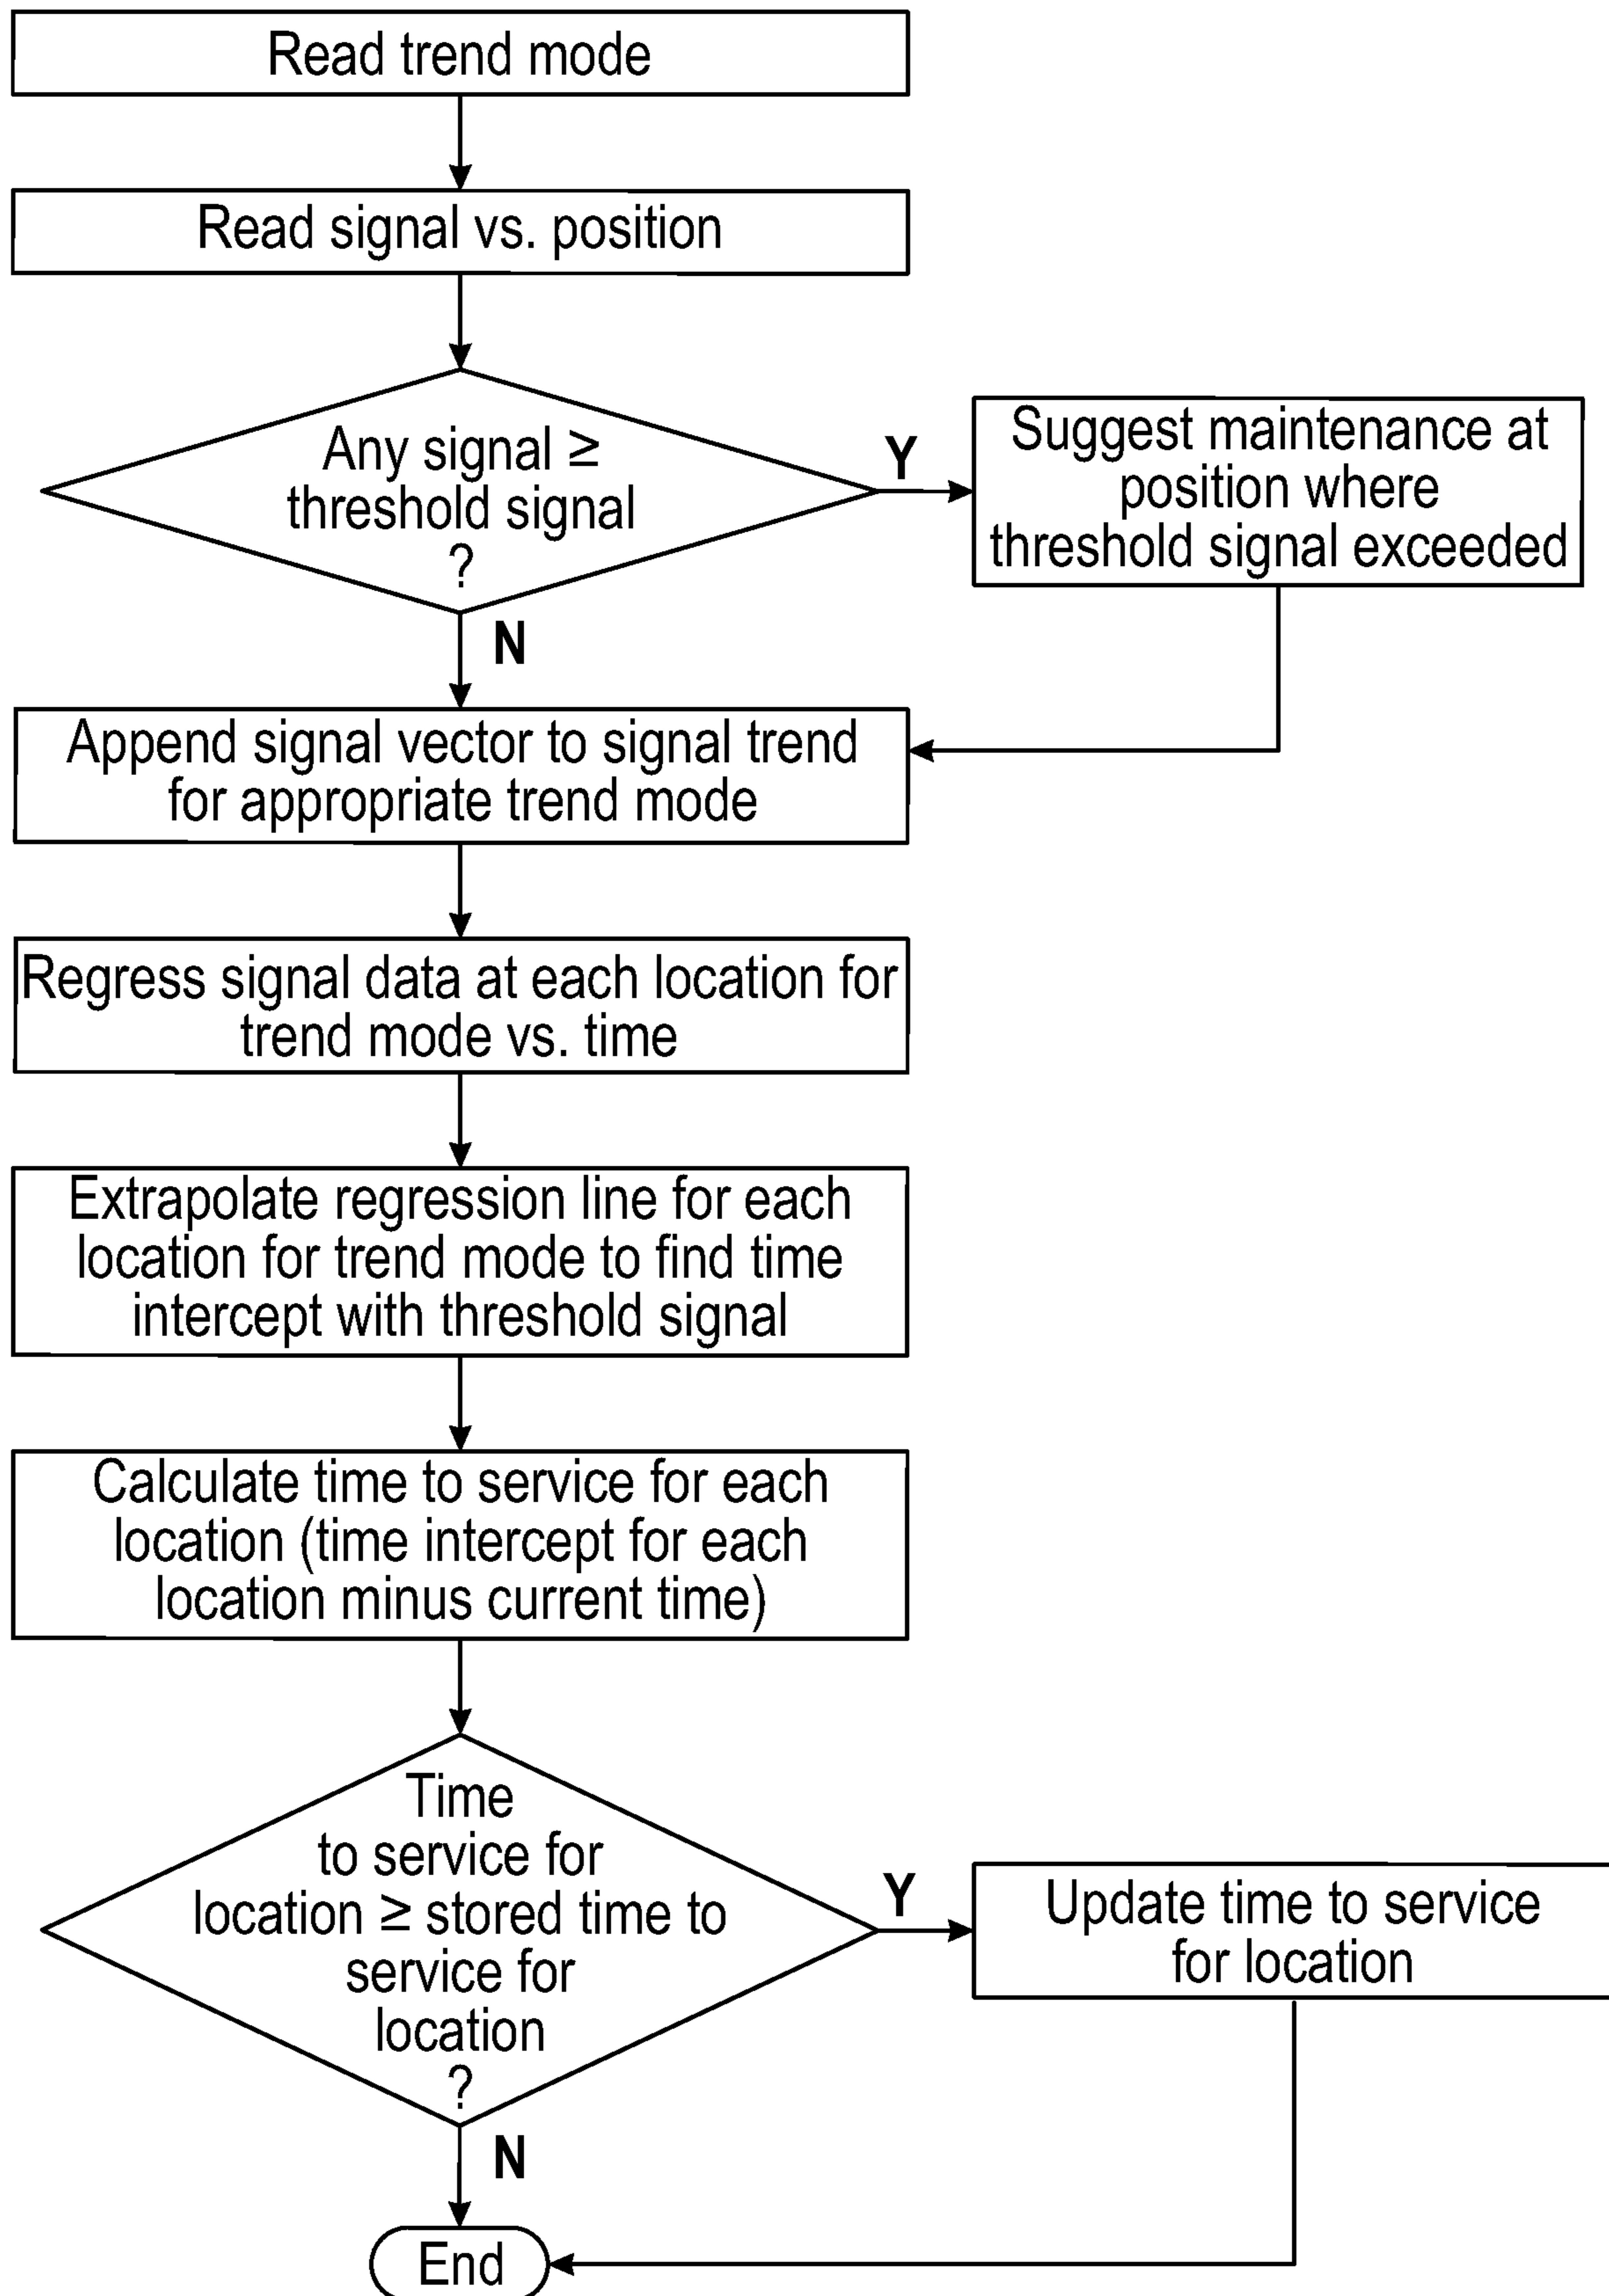 Read trend mode
Read signal vs. position
Any signal ≥
threshold signal
?
Y
Suggest maintenance at
position where
threshold signal exceeded
N
Append signal vector to signal trend
for appropriate trend mode
Regress signal data at each location for
trend mode vs. time
Extrapolate regression line for each
location for trend mode to find time
intercept with threshold signal
Calculate time to service for each
location (time intercept for each
location minus current time)
Time
to service for
location ≥ stored time to
service for
location
?
Y
Update time to service
for location
N
End